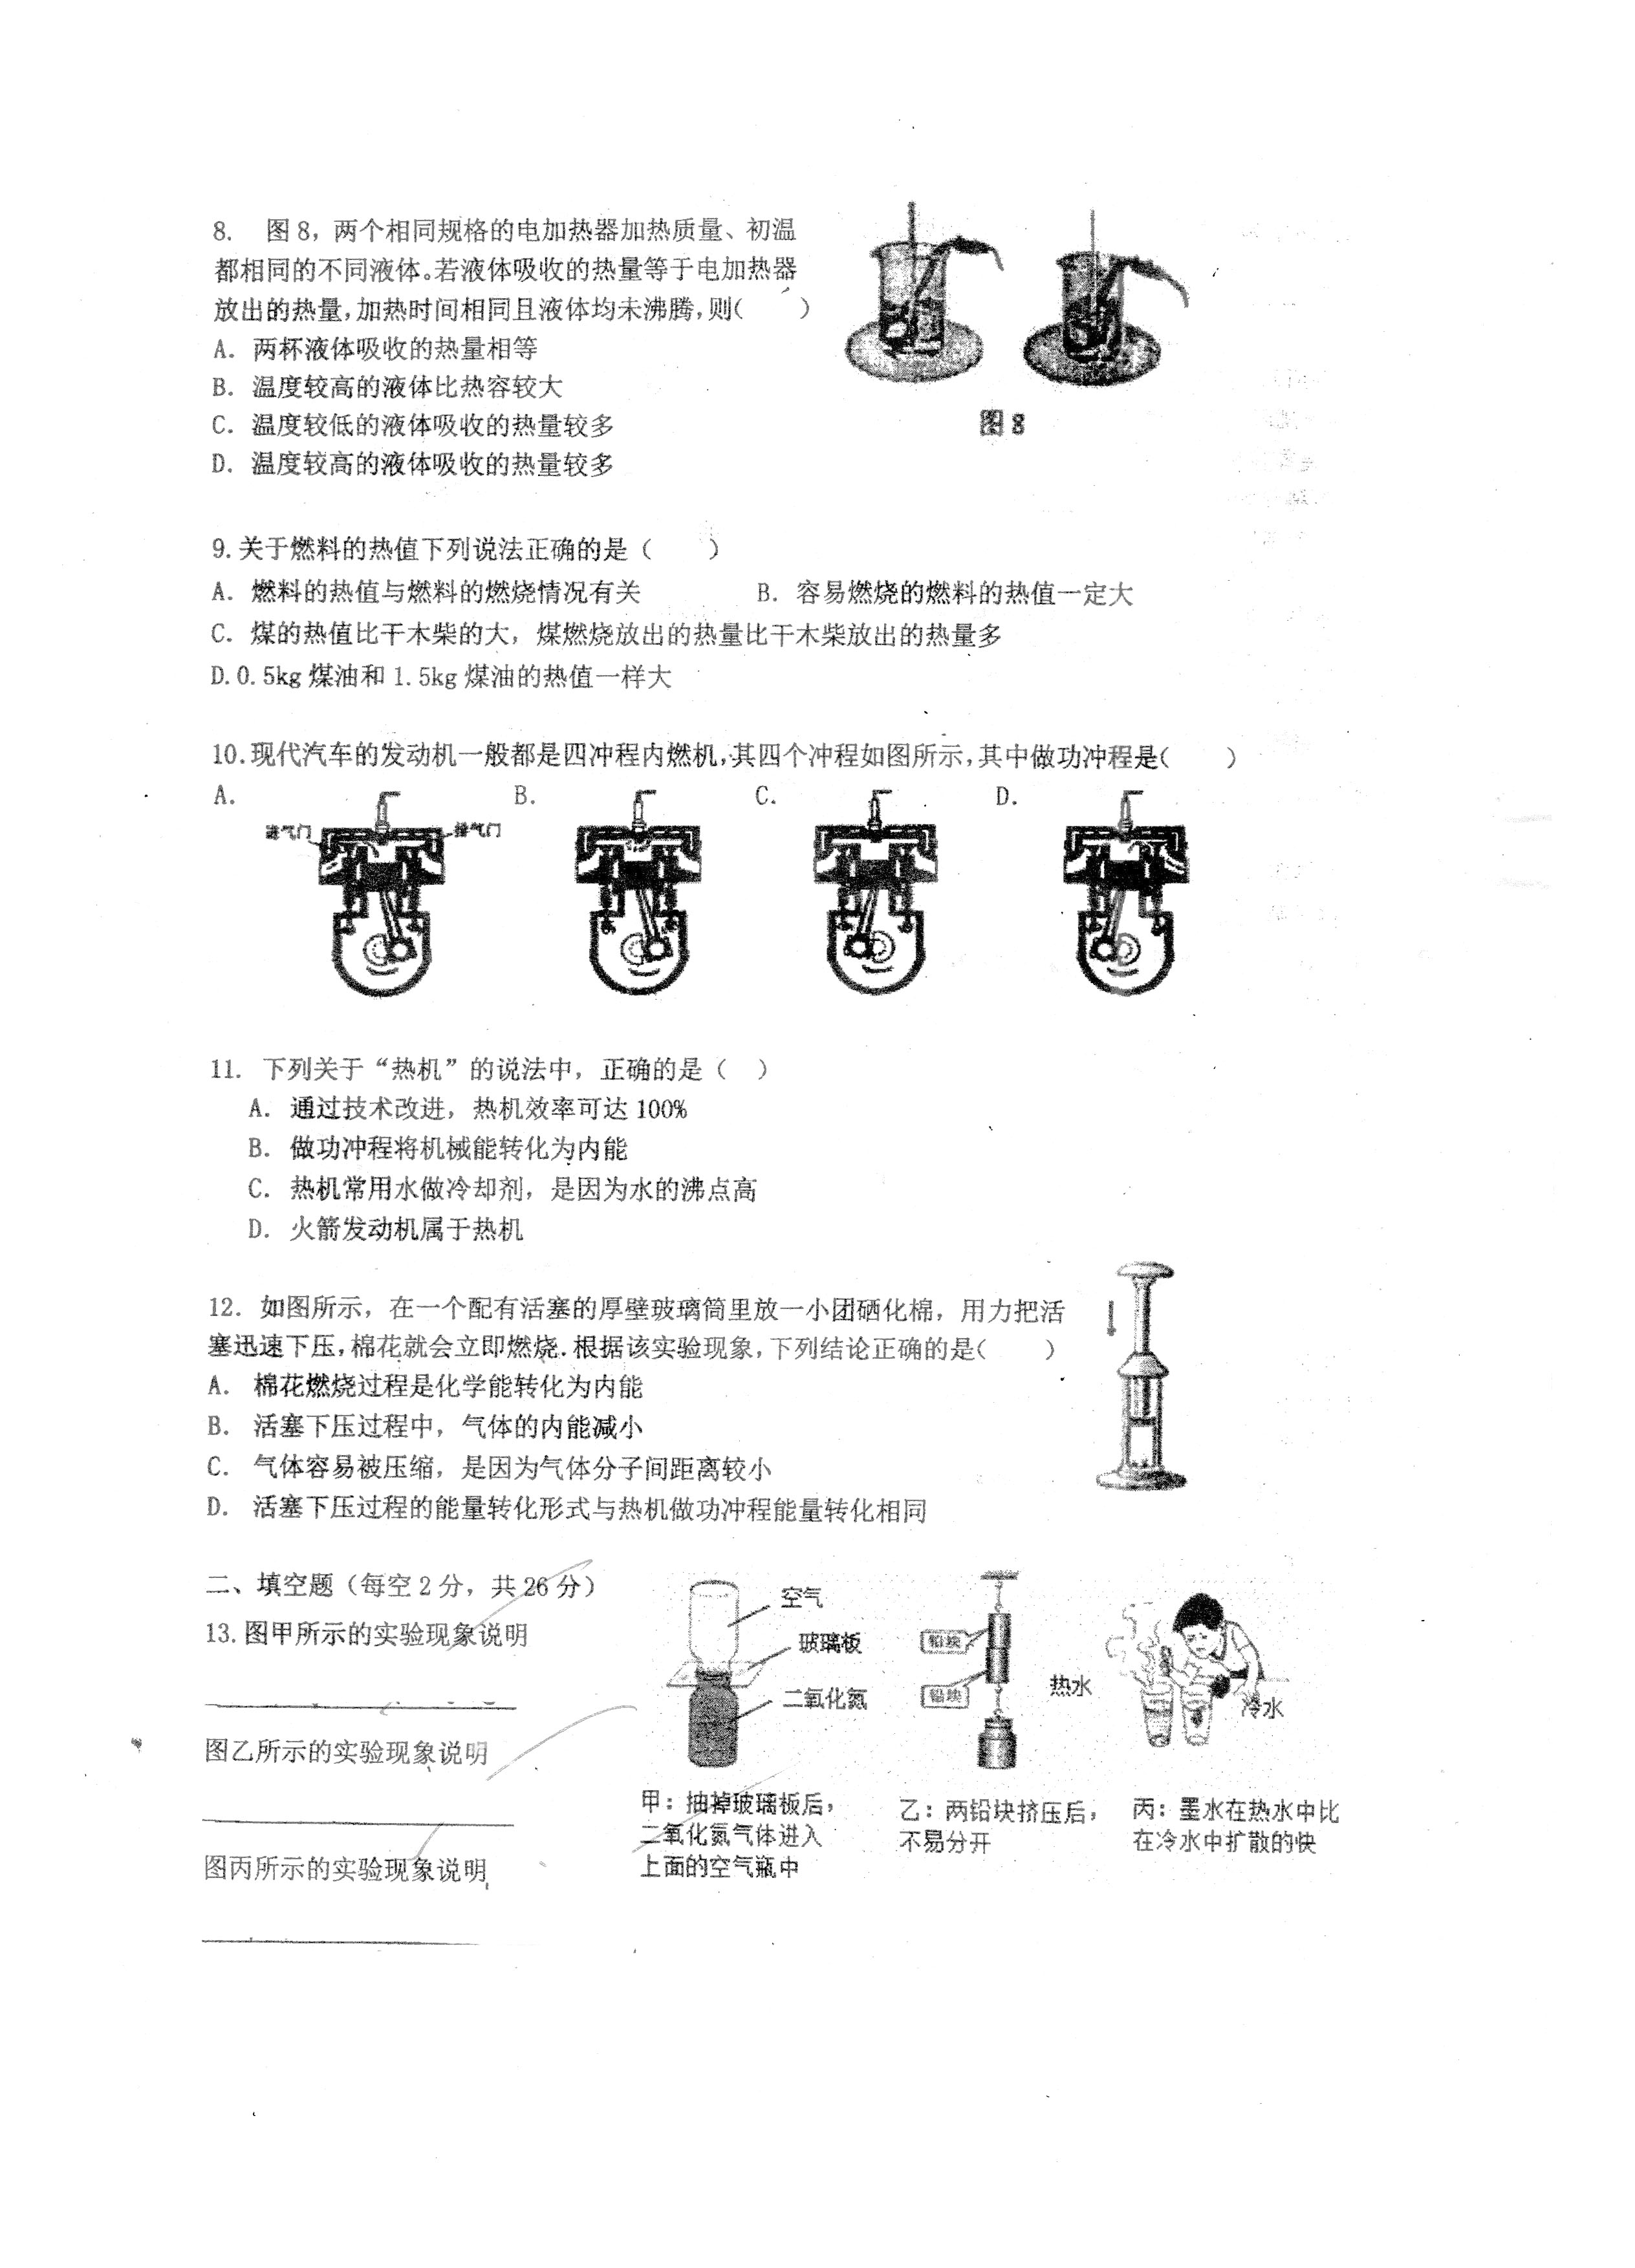 8. 图8，两个相同规格的电加热器加热质量、初温
都相同的不同液体。若液体吸收的热量等于电加热器
放出的热量，加热时间相同且液体均未沸腾，则(  )
A. 两杯液体吸收的热量相等
B. 温度较高的液体比热容较大
C. 温度较低的液体吸收的热量较多
D. 温度较高的液体吸收的热量较多
图8
9.关于燃料的热值下列说法正确的是（  ）
A. 燃料的热值与燃料的燃烧情况有关 B. 容易燃烧的燃料的热值一定大
C. 煤的热值比干木柴的大，煤燃烧放出的热量比干木柴放出的热量多
D.0.5kg煤油和1.5kg煤油的热值一样大
10.现代汽车的发动机一般都是四冲程内燃机，其四个冲程如图所示，其中做功冲程是(  )
A. B. C. D.
进气门 排气门
11. 下列关于“热机”的说法中，正确的是（ ）
A. 通过技术改进，热机效率可达100%
B. 做功冲程将机械能转化为内能
C. 热机常用水做冷却剂，是因为水的沸点高
D. 火箭发动机属于热机
12. 如图所示，在一个配有活塞的厚壁玻璃筒里放一小团硝化棉，用力把活
塞迅速下压，棉花就会立即燃烧．根据该实验现象，下列结论正确的是(  )
A. 棉花燃烧过程是化学能转化为内能
B. 活塞下压过程中，气体的内能减小
C. 气体容易被压缩，是因为气体分子间距离较小
D. 活塞下压过程的能量转化形式与热机做功冲程能量转化相同
二、填空题（每空2分，共26分）
13.图甲所示的实验现象说明
图乙所示的实验现象说明
图丙所示的实验现象说明
空气
玻璃板
二氧化氮
铅块
铅块
热水
冷水
甲：抽掉玻璃板后，
二氧化氮气体进入
上面的空气瓶中
乙：两铅块挤压后，
不易分开
丙：墨水在热水中比
在冷水中扩散的快